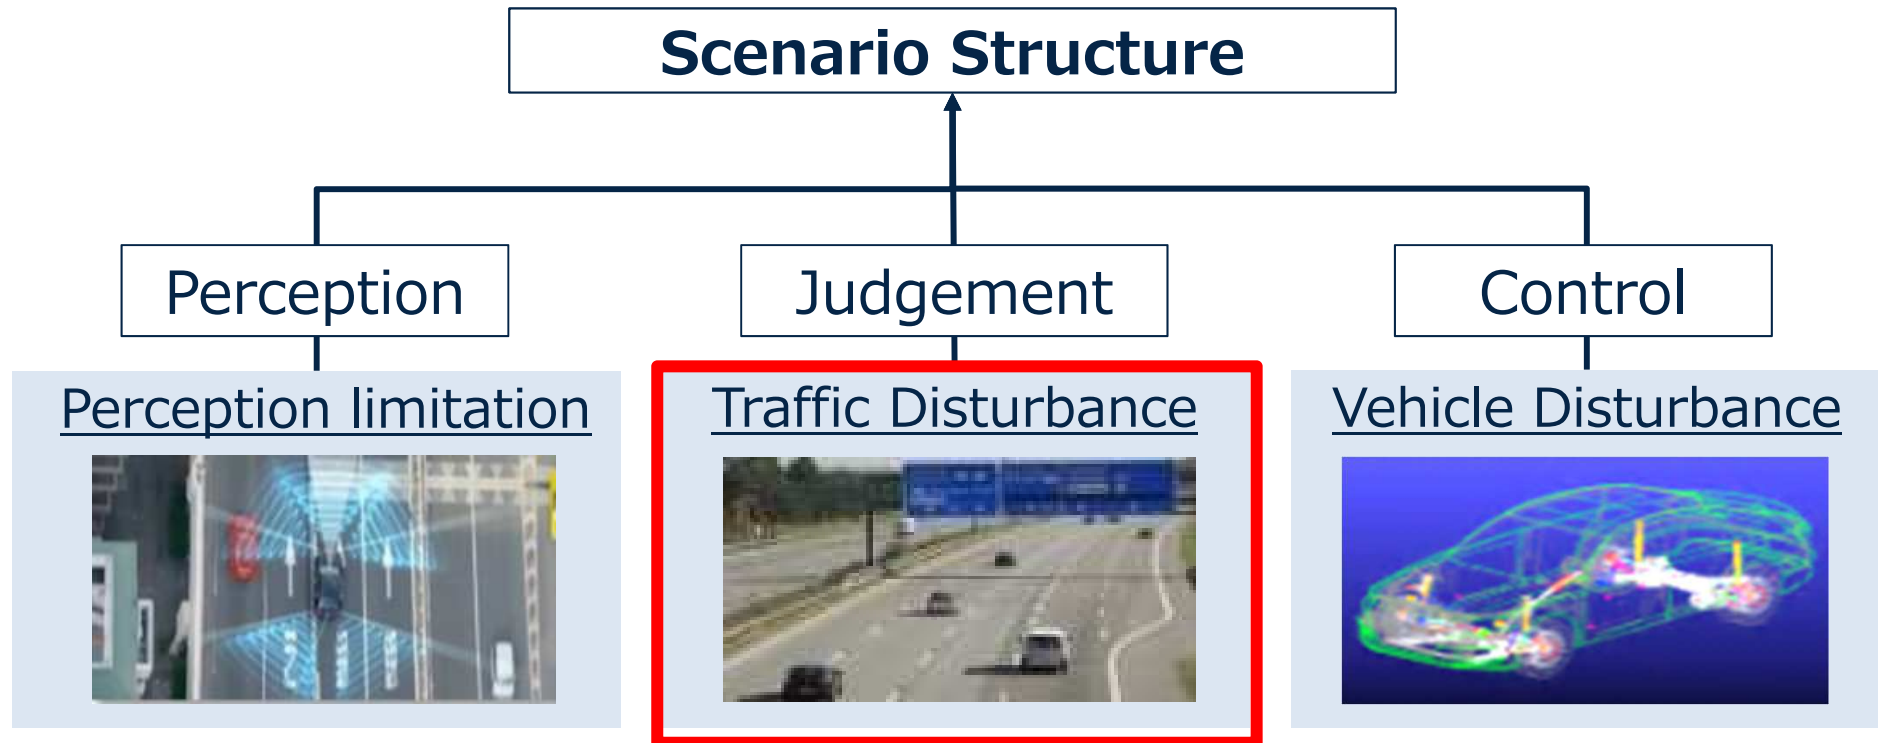 Scenario Structure
Perception
Judgement
Control
Perception limitation
Traffic Disturbance
Vehicle Disturbance